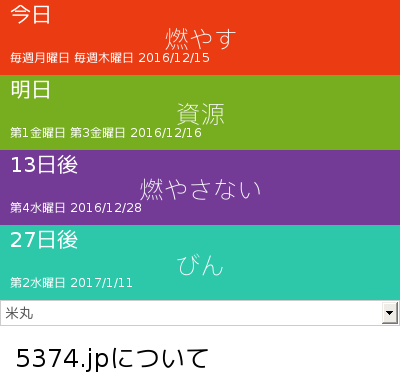 今日
燃やす
毎週月曜日 毎週木曜日 2016/12/15
明日
資源
第1金曜日 第3金曜日 2016/12/16
13日後
燃やさない
第4水曜日 2016/12/28
27日後
びん
第2水曜日 2017/1/11
米丸
5374.jpについて